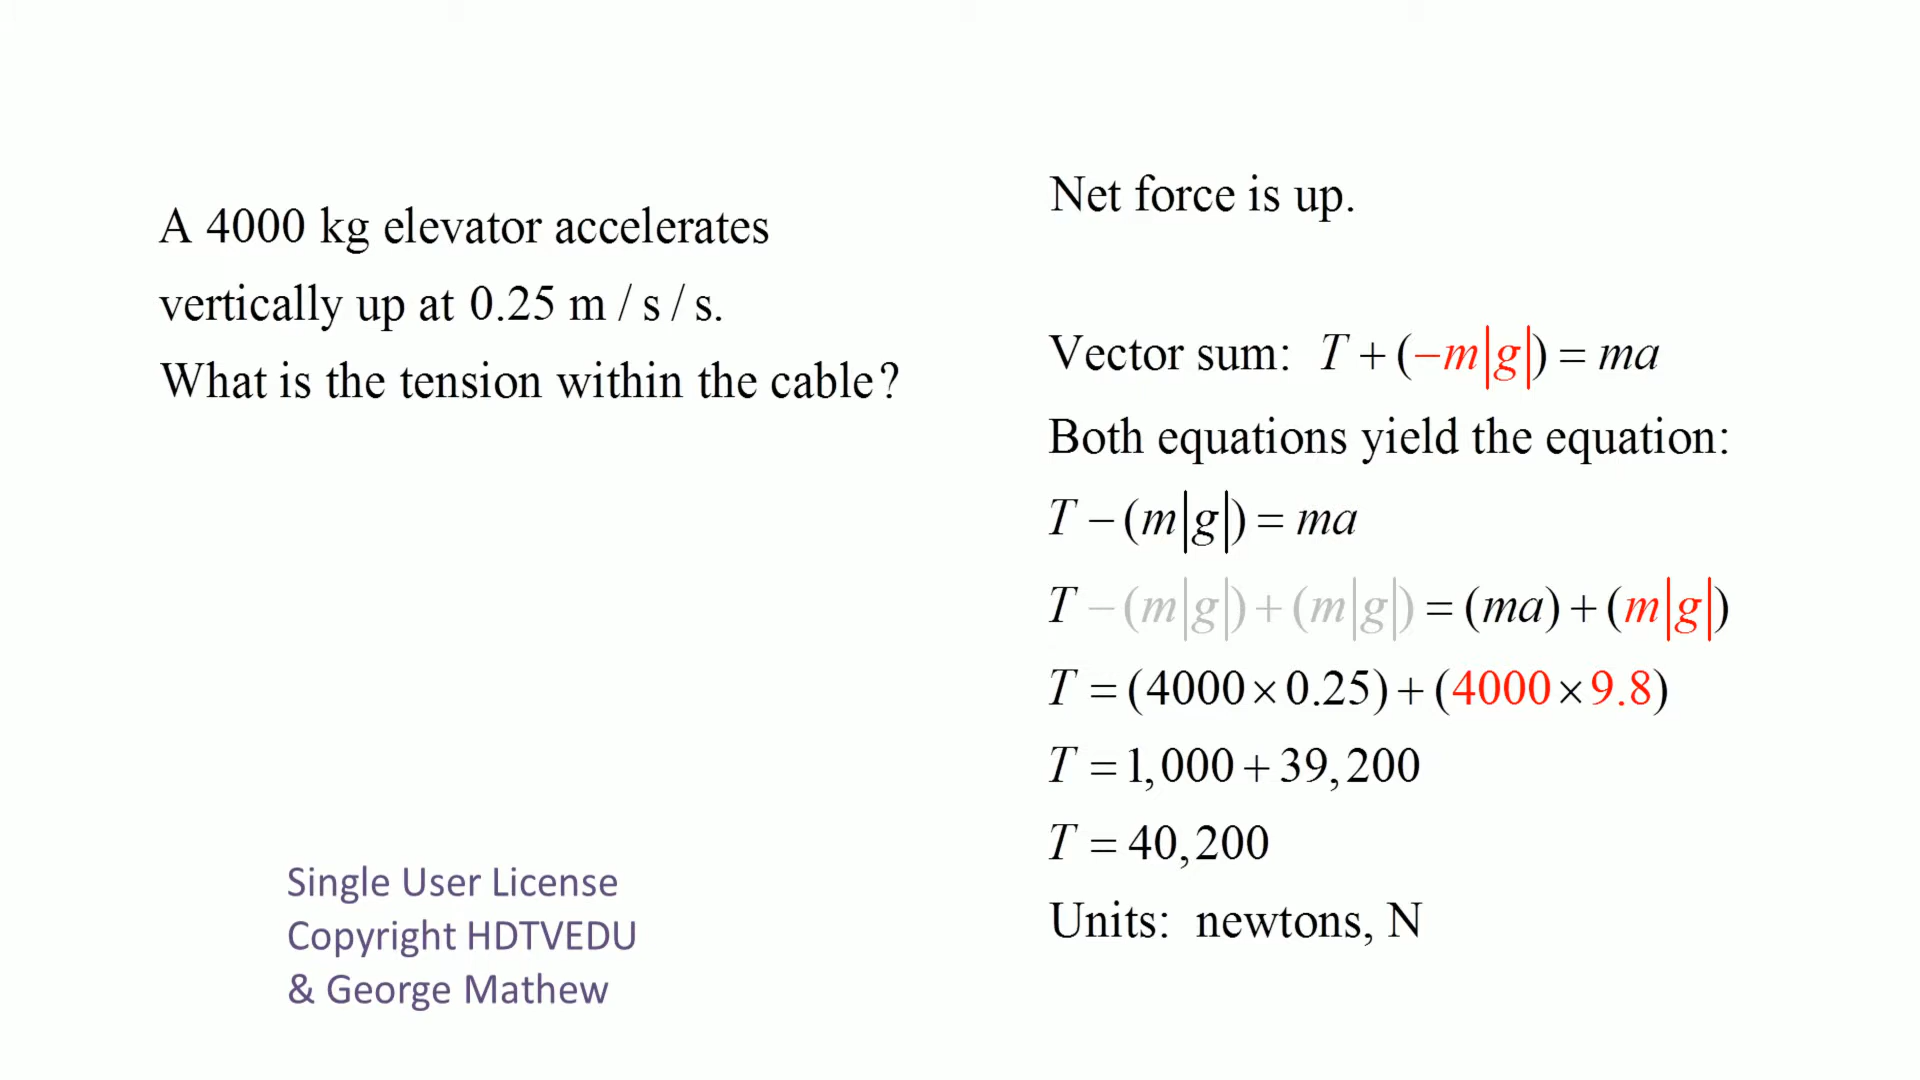 A 4000 kg elevator accelerates
vertically up at 0.25 m / s / s.
What is the tension within the cable?
Net force is up.
Vector sum: T + (−m|g|) = ma
Both equations yield the equation:
T − (m|g|) = ma
T − (m|g|) + (m|g|) = (ma) + (m|g|)
T = (4000 × 0.25) + (4000 × 9.8)
T = 1,000 + 39,200
T = 40,200
Units: newtons, N
Single User License
Copyright HDTVEDU
& George Mathew